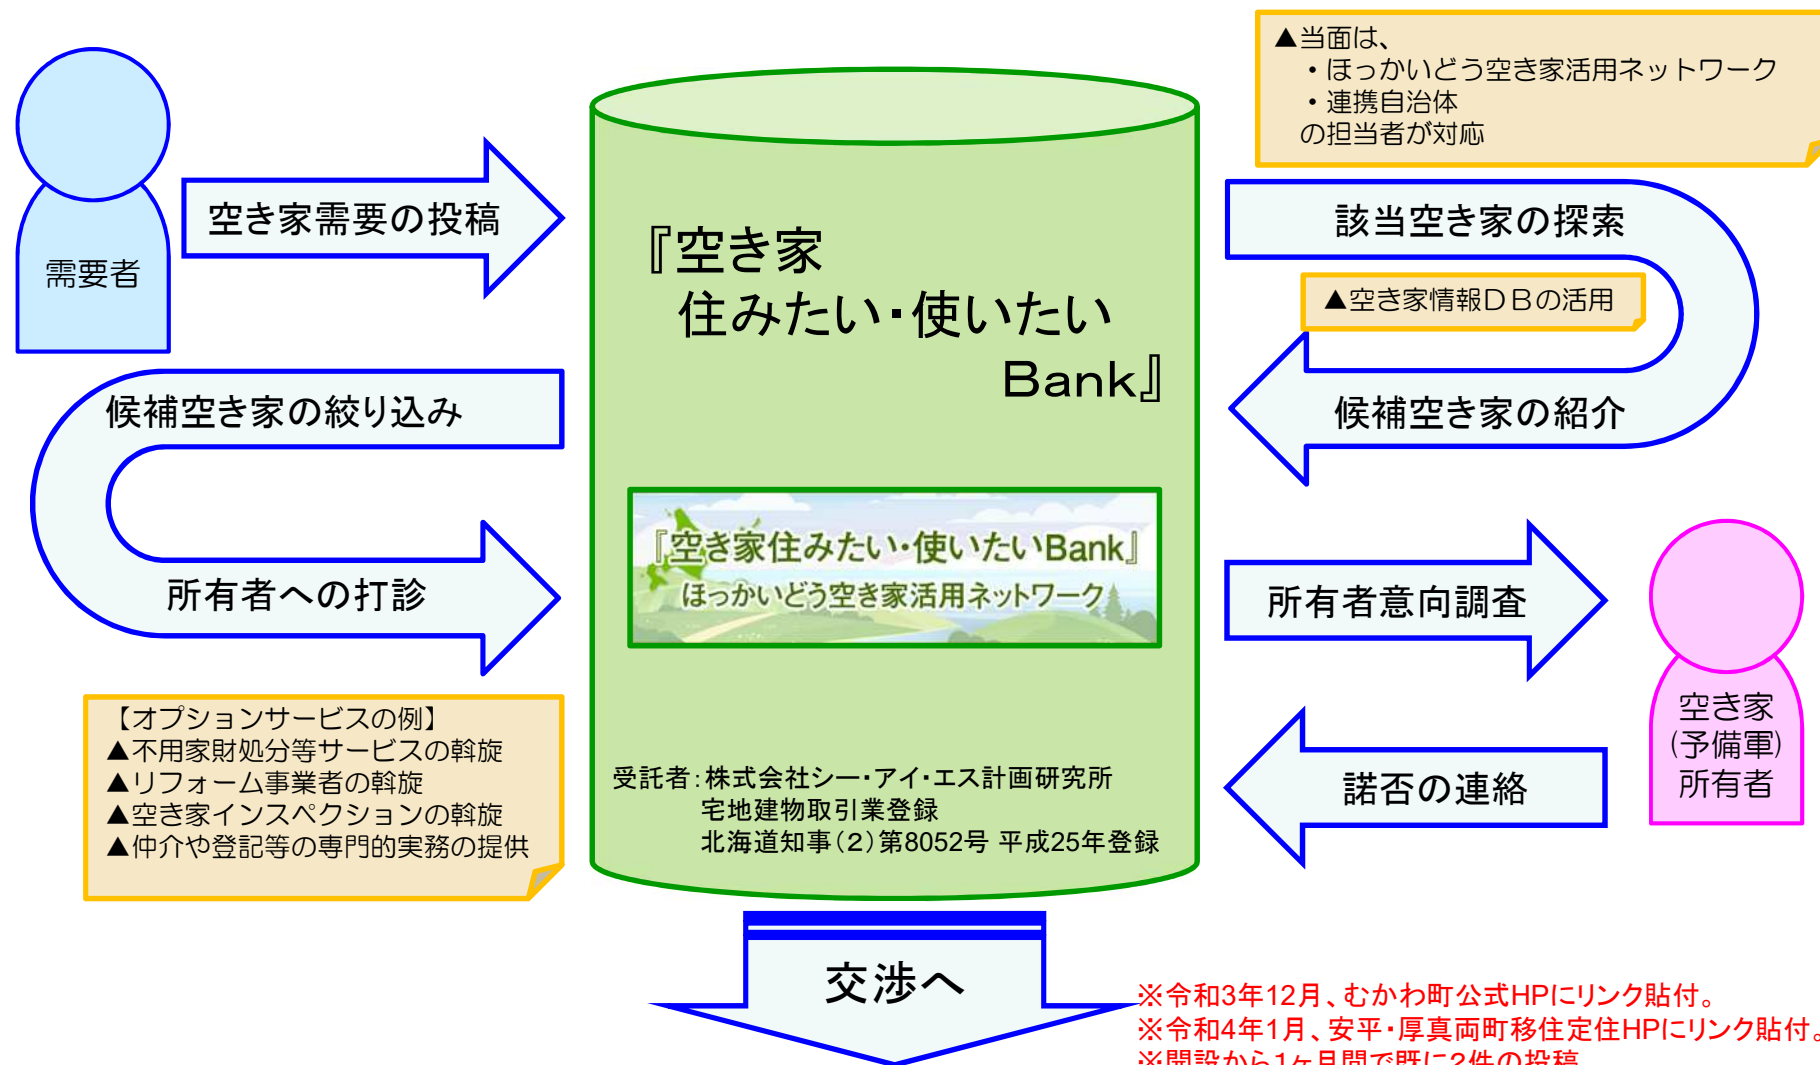 ▲当面は、
・ほっかいどう空き家活用ネットワーク
・連携自治体
の担当者が対応
需要者
空き家需要の投稿
『空き家
住みたい・使いたい
Bank』
該当空き家の探索
▲空き家情報DBの活用
候補空き家の紹介
候補空き家の絞り込み
所有者への打診
『空き家住みたい・使いたいBank』
ほっかいどう空き家活用ネットワーク
所有者意向調査
諾否の連絡
空き家
(予備軍)
所有者
【オプションサービスの例】
▲不用家財処分等サービスの斡旋
▲リフォーム事業者の斡旋
▲空き家インスペクションの斡旋
▲仲介や登記等の専門的実務の提供
受託者：株式会社シー・アイ・エス計画研究所
宅地建物取引業登録
北海道知事(2)第8052号 平成25年登録
交渉へ
※令和3年12月、むかわ町公式HPにリンク貼付。
※令和4年1月、安平・厚真両町移住定住HPにリンク貼付。
※開設から1ヶ月間で既に2件の投稿